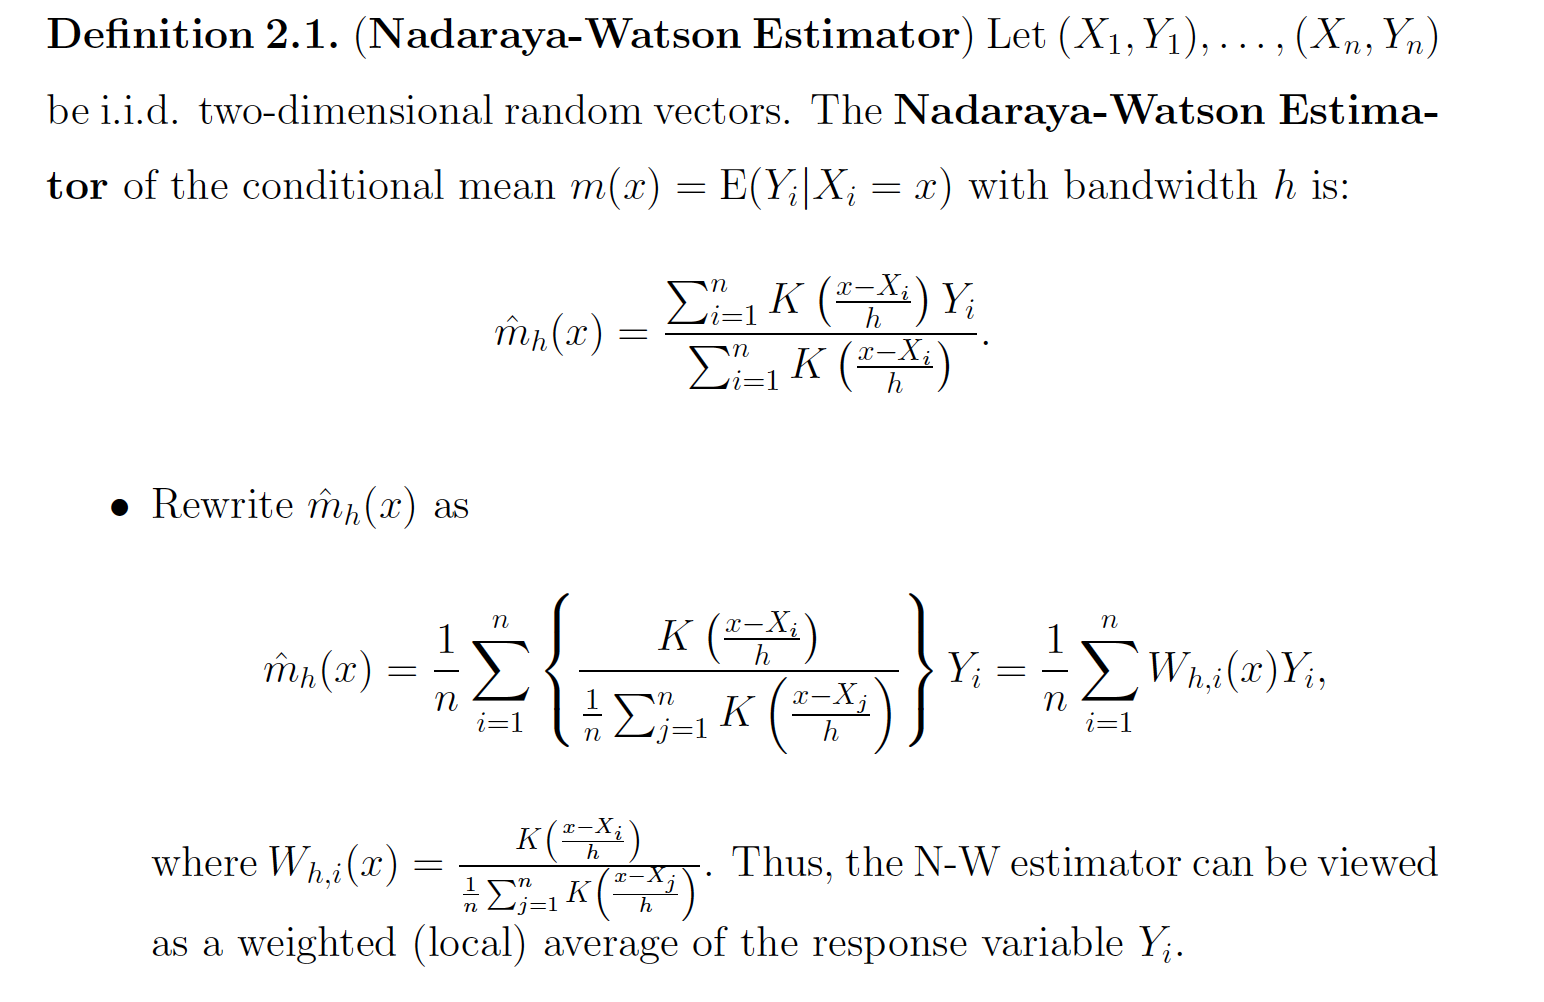 Definition 2.1. (Nadaraya-Watson Estimator) Let $(X_1, Y_1), \ldots, (X_n, Y_n)$
be i.i.d. two-dimensional random vectors. The Nadaraya-Watson Estima-
tor of the conditional mean $m(x) = \mathrm{E}(Y_i|X_i = x)$ with bandwidth $h$ is:
$\hat{m}_h(x) = \frac{\sum_{i=1}^n K\left(\frac{x-X_i}{h}\right) Y_i}{\sum_{i=1}^n K\left(\frac{x-X_i}{h}\right)}.$
• Rewrite $\hat{m}_h(x)$ as
$\hat{m}_h(x) = \frac{1}{n} \sum_{i=1}^n \left\{ \frac{K\left(\frac{x-X_i}{h}\right)}{\frac{1}{n}\sum_{j=1}^n K\left(\frac{x-X_j}{h}\right)} \right\} Y_i = \frac{1}{n} \sum_{i=1}^n W_{h,i}(x) Y_i,$
where $W_{h,i}(x) = \frac{K\left(\frac{x-X_i}{h}\right)}{\frac{1}{n}\sum_{j=1}^n K\left(\frac{x-X_j}{h}\right)}$. Thus, the N-W estimator can be viewed
as a weighted (local) average of the response variable $Y_i$.